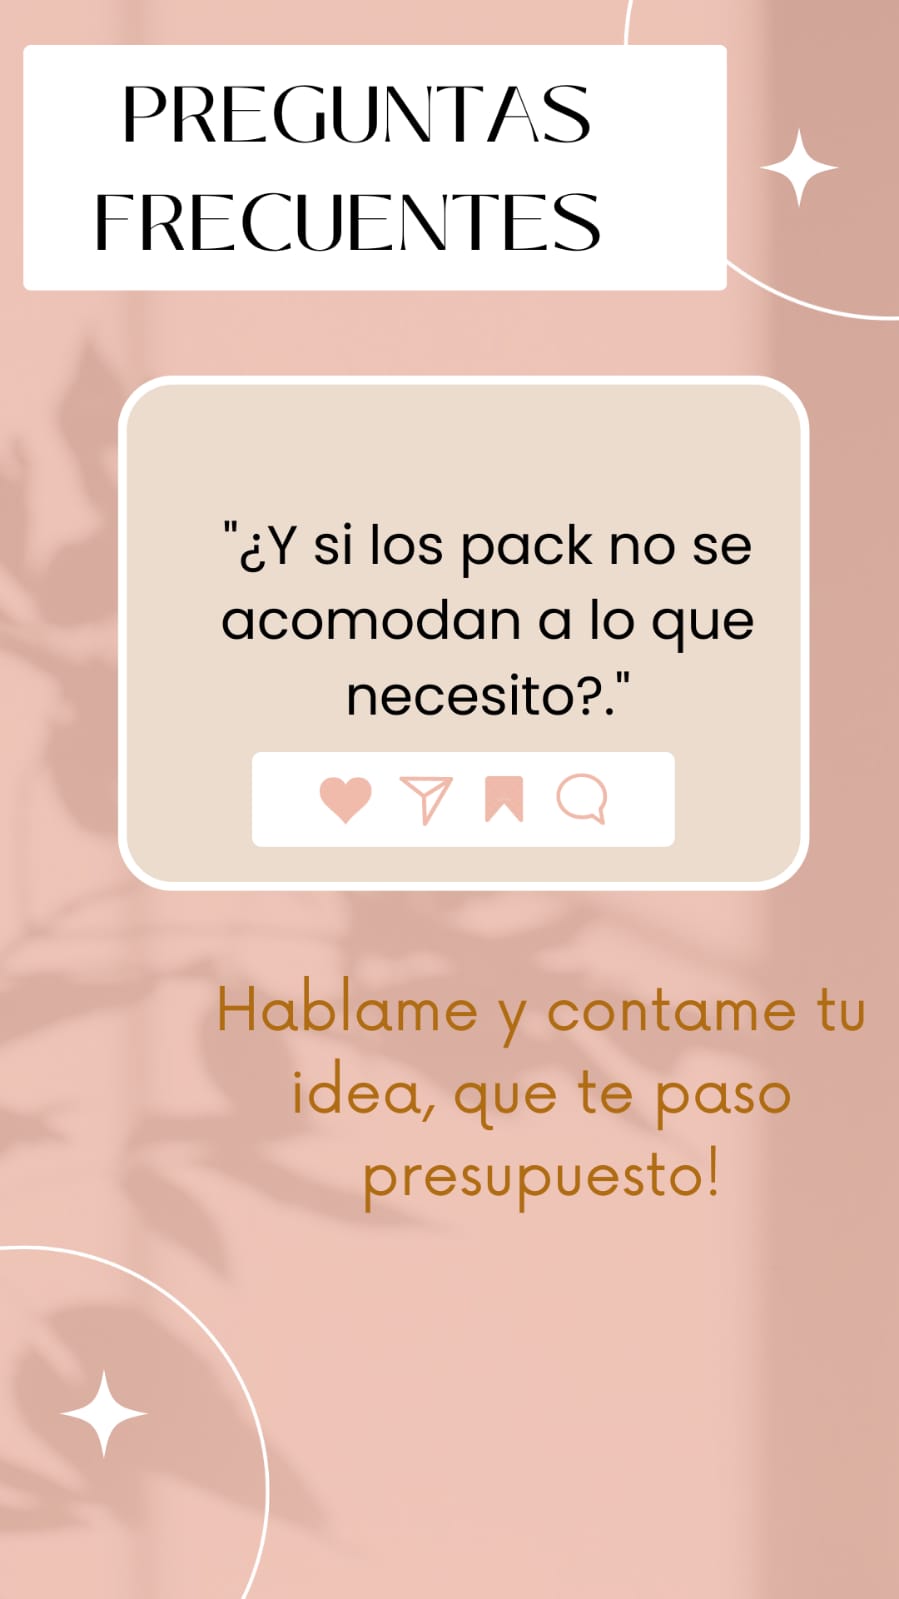 PREGUNTAS
FRECUENTES
"¿Y si los pack no se
acomodan a lo que
necesito?."
Hablame y contame tu
idea, que te paso
presupuesto!